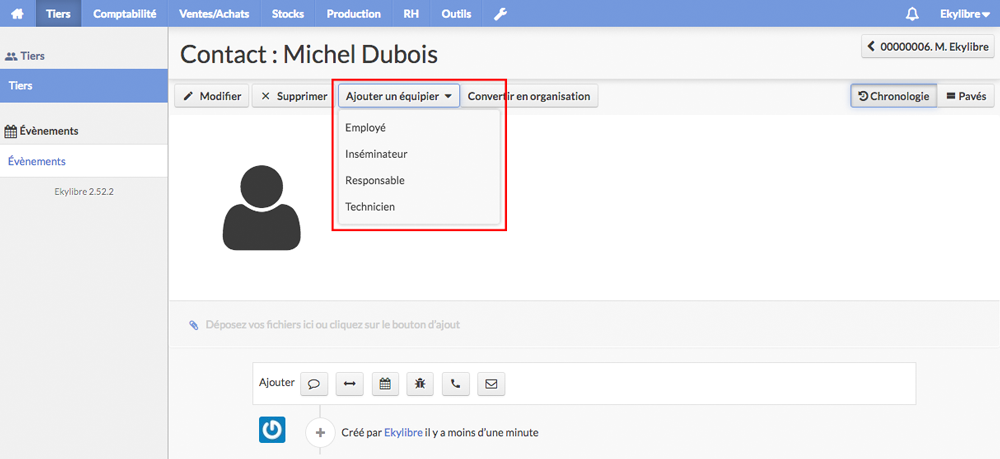 Tiers Comptabilité Ventes/Achats Stocks Production RH Outils Ekylibre
Tiers
Tiers
Évènements
Évènements
Ekylibre 2.52.2
Contact : Michel Dubois
00000006. M. Ekylibre
Modifier Supprimer Ajouter un équipier Convertir en organisation Chronologie Pavés
Employé
Inséminateur
Responsable
Technicien
Déposez vos fichiers ici ou cliquez sur le bouton d'ajout
Ajouter
Créé par Ekylibre il y a moins d'une minute